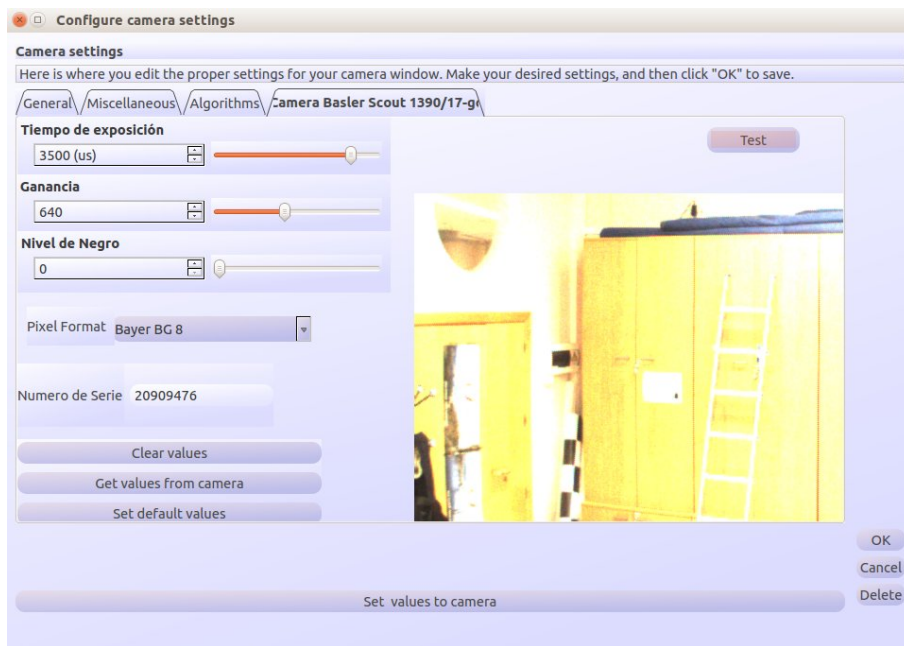 Configure camera settings
Camera settings
Here is where you edit the proper settings for your camera window. Make your desired settings, and then click "OK" to save.
General Miscellaneous Algorithms Camera Basler Scout 1390/17-g
Tiempo de exposición
3500 (us)
Test
Ganancia
640
Nivel de Negro
0
Pixel Format Bayer BG 8
Numero de Serie 20909476
Clear values
Get values from camera
Set default values
OK
Cancel
Delete
Set values to camera